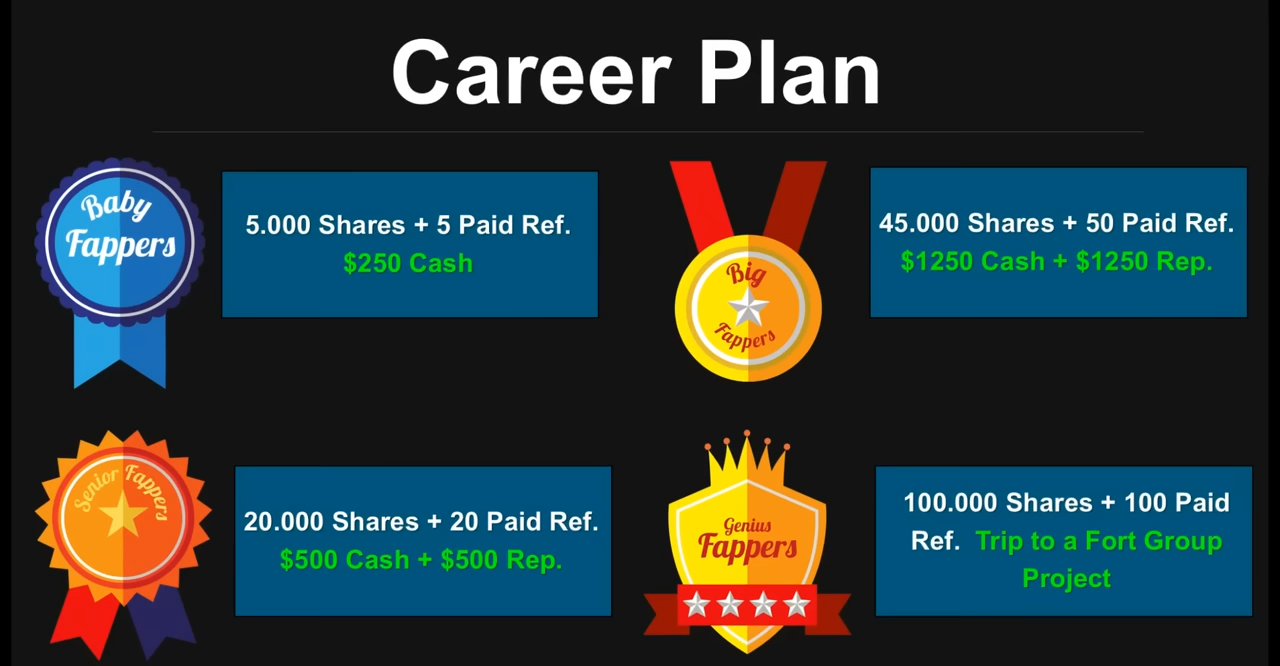 Career Plan
Baby
Fappers
5.000 Shares + 5 Paid Ref.
$250 Cash
Big
Fappers
45.000 Shares + 50 Paid Ref.
$1250 Cash + $1250 Rep.
Senior Fappers
20.000 Shares + 20 Paid Ref.
$500 Cash + $500 Rep.
Genius
Fappers
100.000 Shares + 100 Paid
Ref. Trip to a Fort Group
Project